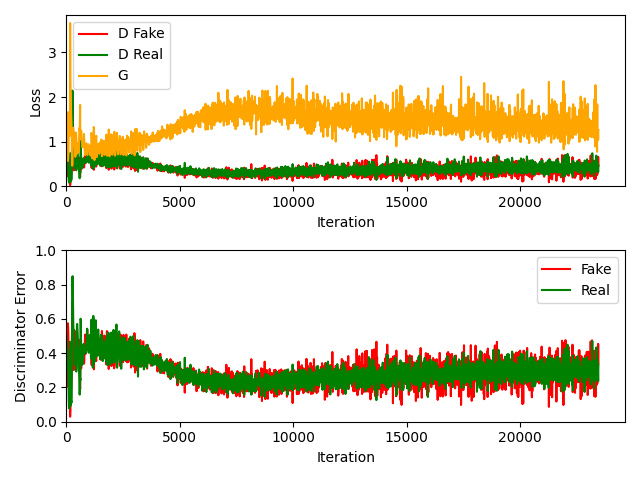 D Fake
D Real
G
3
2
1
0
Loss
0
5000
10000
15000
20000
Iteration
1.0
0.8
0.6
0.4
0.2
0.0
Discriminator Error
Fake
Real
0
5000
10000
15000
20000
Iteration